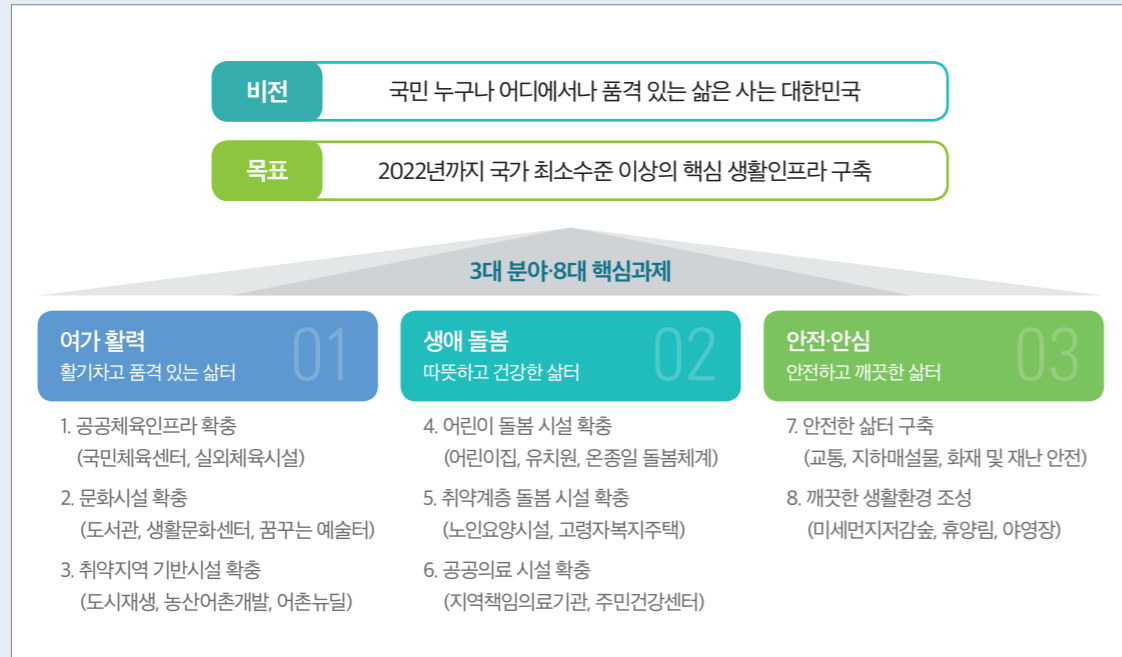 비전
국민 누구나 어디에서나 품격 있는 삶은 사는 대한민국
목표
2022년까지 국가 최소수준 이상의 핵심 생활인프라 구축
3대 분야·8대 핵심과제
여가 활력
활기차고 품격 있는 삶터
01
1. 공공체육인프라 확충
(국민체육센터, 실외체육시설)
2. 문화시설 확충
(도서관, 생활문화센터, 꿈꾸는 예술터)
3. 취약지역 기반시설 확충
(도시재생, 농산어촌개발, 어촌뉴딜)
생애 돌봄
따뜻하고 건강한 삶터
02
4. 어린이 돌봄 시설 확충
(어린이집, 유치원, 온종일 돌봄체계)
5. 취약계층 돌봄 시설 확충
(노인요양시설, 고령자복지주택)
6. 공공의료 시설 확충
(지역책임의료기관, 주민건강센터)
안전·안심
안전하고 깨끗한 삶터
03
7. 안전한 삶터 구축
(교통, 지하매설물, 화재 및 재난 안전)
8. 깨끗한 생활환경 조성
(미세먼지저감숲, 휴양림, 야영장)